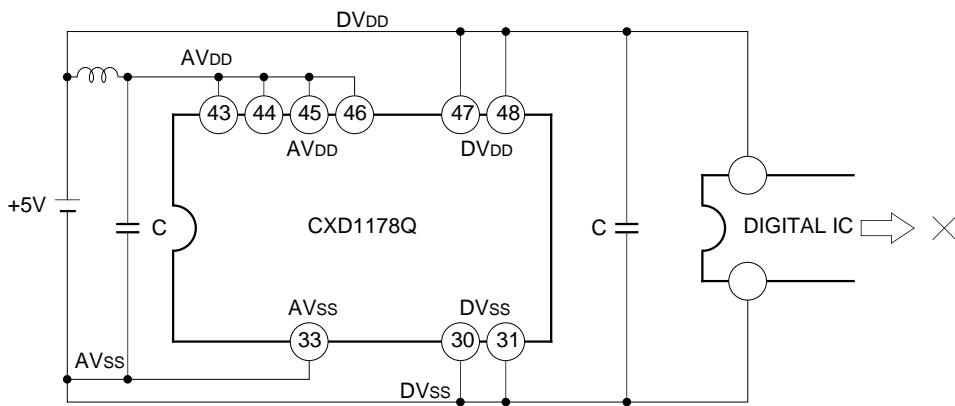 DVDD
AVDD
43 44 45 46 47 48
AVDD DVDD
+5V C CXD1178Q C DIGITAL IC
AVSS DVSS
33 30 31
AVSS
DVSS